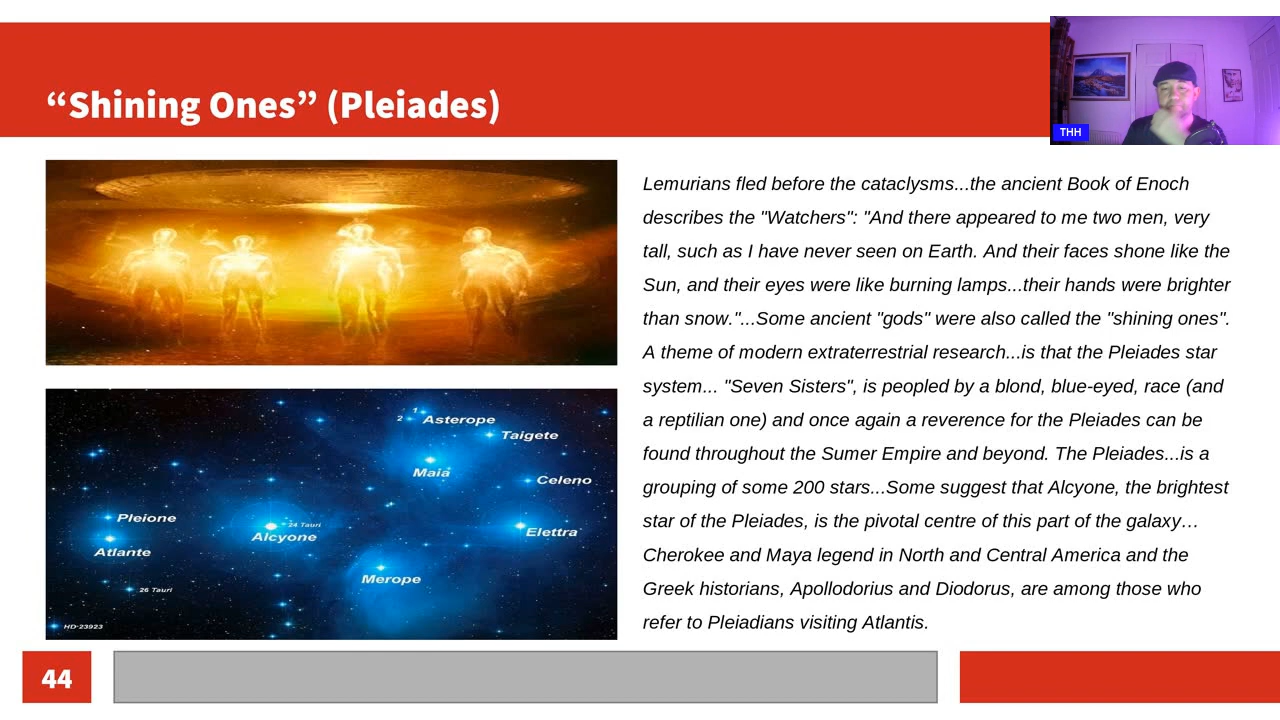 “Shining Ones” (Pleiades)
THH
Lemurians fled before the cataclysms...the ancient Book of Enoch
describes the "Watchers": "And there appeared to me two men, very
tall, such as I have never seen on Earth. And their faces shone like the
Sun, and their eyes were like burning lamps...their hands were brighter
than snow."...Some ancient "gods" were also called the "shining ones".
A theme of modern extraterrestrial research...is that the Pleiades star
system... "Seven Sisters", is peopled by a blond, blue-eyed, race (and
a reptilian one) and once again a reverence for the Pleiades can be
found throughout the Sumer Empire and beyond. The Pleiades...is a
grouping of some 200 stars...Some suggest that Alcyone, the brightest
star of the Pleiades, is the pivotal centre of this part of the galaxy…
Cherokee and Maya legend in North and Central America and the
Greek historians, Apollodorius and Diodorus, are among those who
refer to Pleiadians visiting Atlantis.
1
2 Asterope
Taigete
Maia
Celeno
Pleione
24 Tauri
Alcyone
Elettra
Atlante
Merope
26 Tauri
HD-23923
44